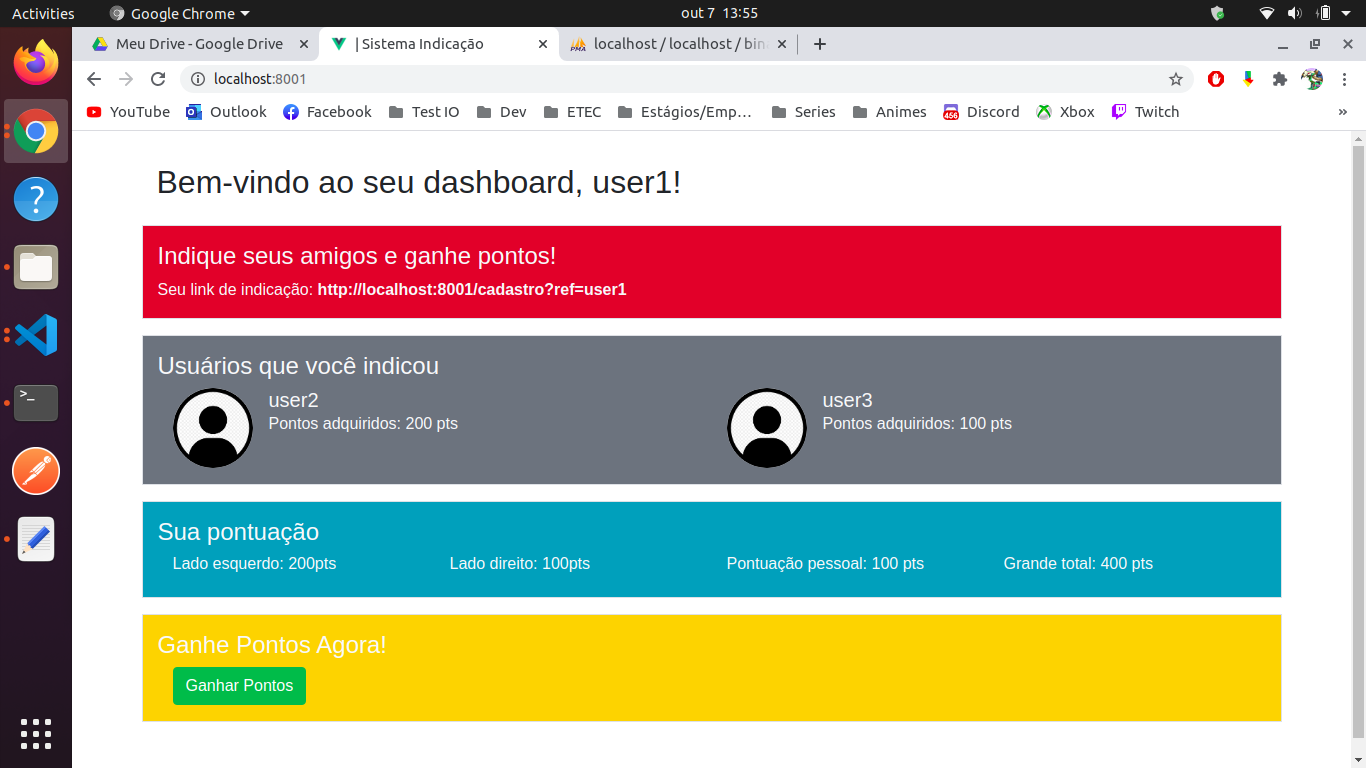 Activities Google Chrome out 7 13:55
Meu Drive - Google Drive | Sistema Indicação localhost / localhost / bin
localhost:8001
YouTube Outlook Facebook Test IO Dev ETEC Estágios/Emp… Series Animes 456 Discord Xbox Twitch »
Bem-vindo ao seu dashboard, user1!
Indique seus amigos e ganhe pontos!
Seu link de indicação: http://localhost:8001/cadastro?ref=user1
Usuários que você indicou
user2 user3
Pontos adquiridos: 200 pts Pontos adquiridos: 100 pts
Sua pontuação
Lado esquerdo: 200pts Lado direito: 100pts Pontuação pessoal: 100 pts Grande total: 400 pts
Ganhe Pontos Agora!
Ganhar Pontos